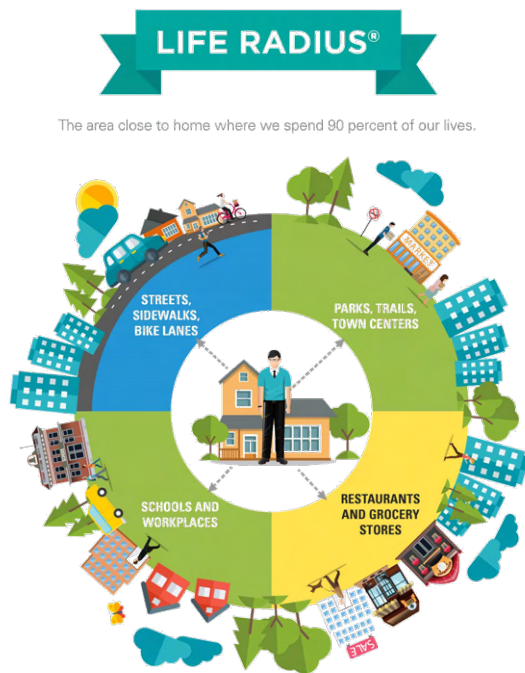 LIFE RADIUS®
The area close to home where we spend 90 percent of our lives.
MARKET
STREETS,
SIDEWALKS,
BIKE LANES
PARKS, TRAILS,
TOWN CENTERS
SCHOOLS AND
WORKPLACES
RESTAURANTS
AND GROCERY
STORES
SALE